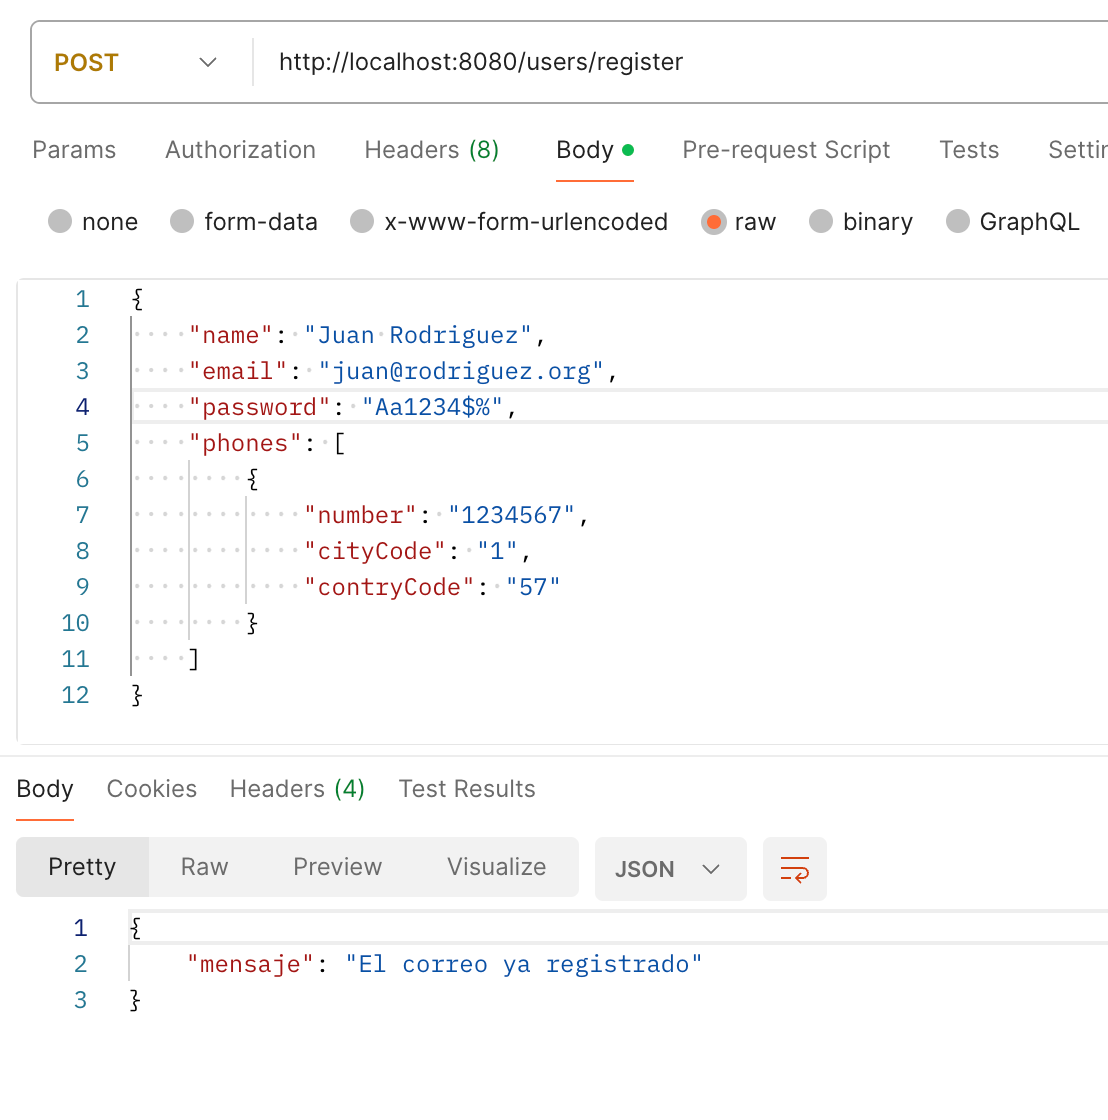 POST http://localhost:8080/users/register
Params Authorization Headers (8) Body Pre-request Script Tests Settin
none form-data x-www-form-urlencoded raw binary GraphQL
1 {
2 "name": "Juan Rodriguez",
3 "email": "juan@rodriguez.org",
4 "password": "Aa1234$%",
5 "phones": [
6 {
7 "number": "1234567",
8 "cityCode": "1",
9 "contryCode": "57"
10 }
11 ]
12 }
Body Cookies Headers (4) Test Results
Pretty Raw Preview Visualize JSON
1 {
2 "mensaje": "El correo ya registrado"
3 }